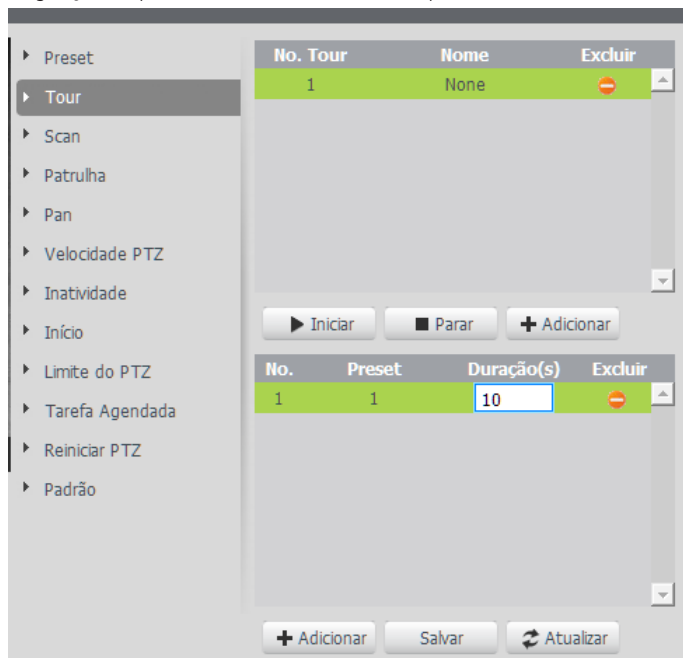 Preset
Tour
Scan
Patrulha
Pan
Velocidade PTZ
Inatividade
Início
Limite do PTZ
Tarefa Agendada
Reiniciar PTZ
Padrão
No. Tour Nome Excluir
1 None
Iniciar Parar Adicionar
No. Preset Duração(s) Excluir
1 1 10
Adicionar Salvar Atualizar